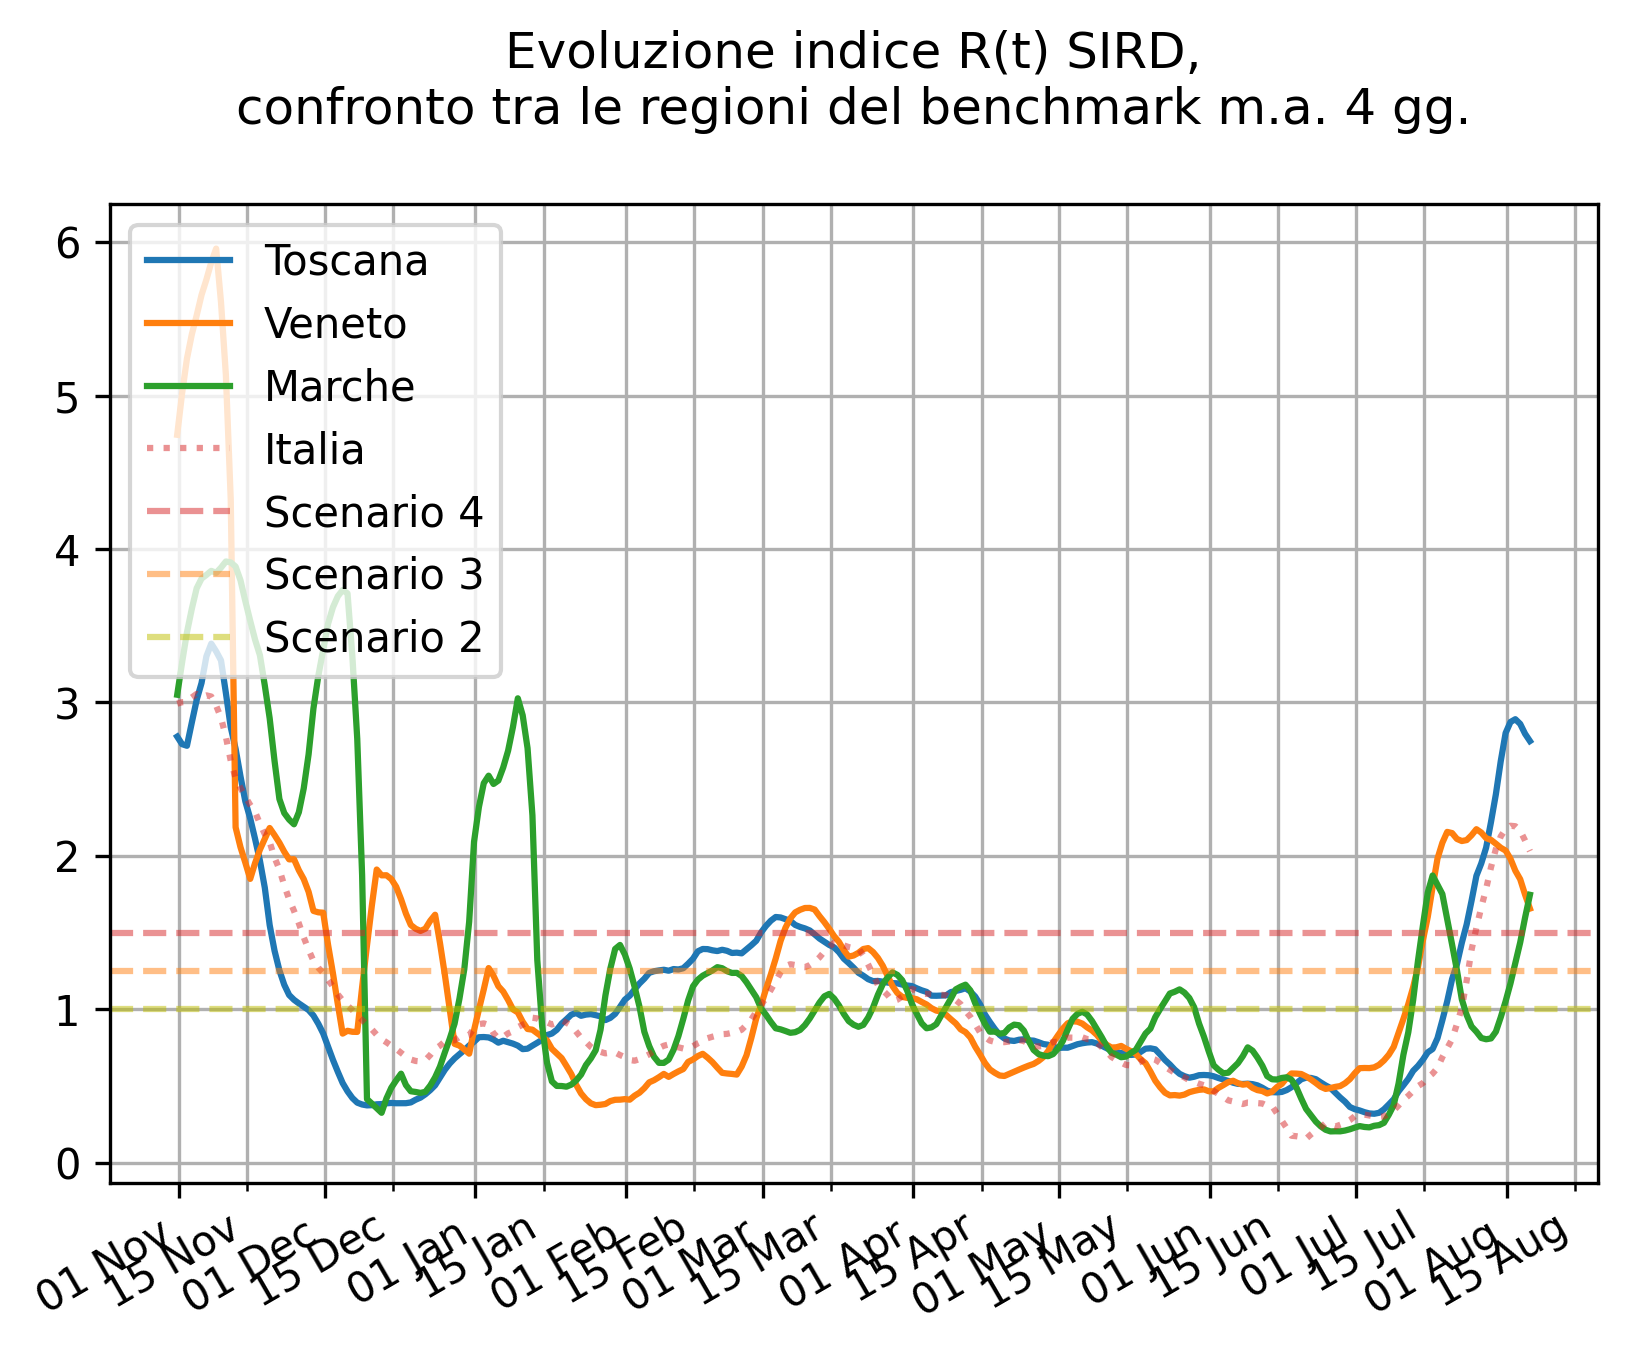 Evoluzione indice R(t) SIRD,
confronto tra le regioni del benchmark m.a. 4 gg.
6
5
4
3
2
1
0
Toscana
Veneto
Marche
Italia
Scenario 4
Scenario 3
Scenario 2
01 Nov
15 Nov
01 Dec
15 Dec
01 Jan
15 Jan
01 Feb
15 Feb
01 Mar
15 Mar
01 Apr
15 Apr
01 May
15 May
01 Jun
15 Jun
01 Jul
15 Jul
01 Aug
15 Aug